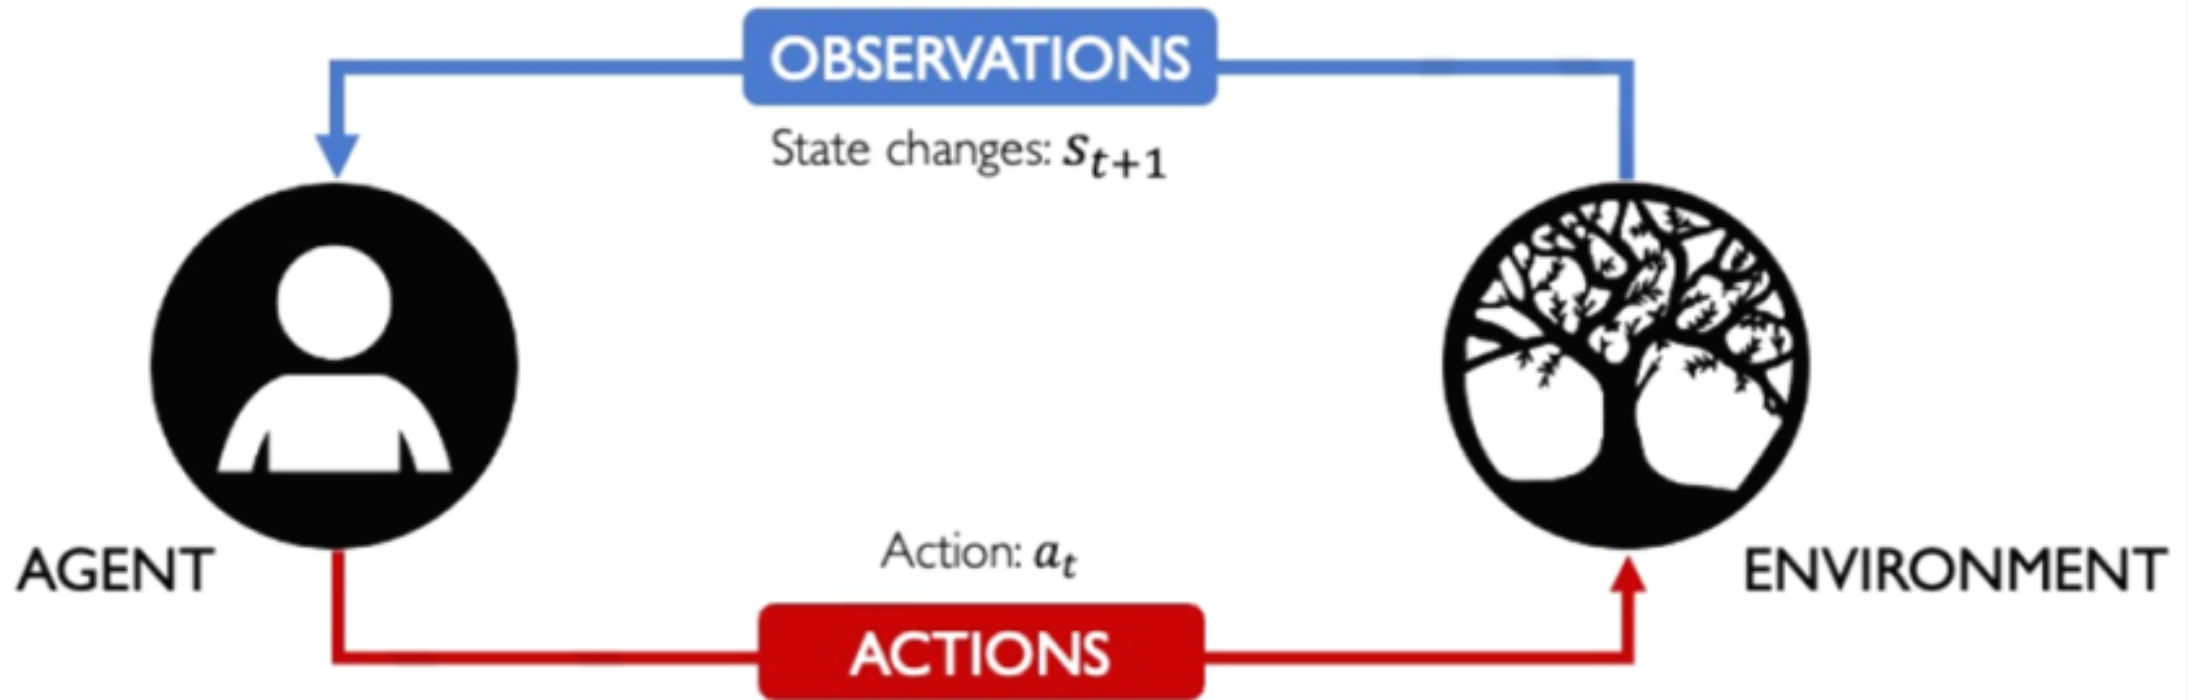 OBSERVATIONS
State changes: s_{t+1}
Action: a_t
AGENT
ENVIRONMENT
ACTIONS